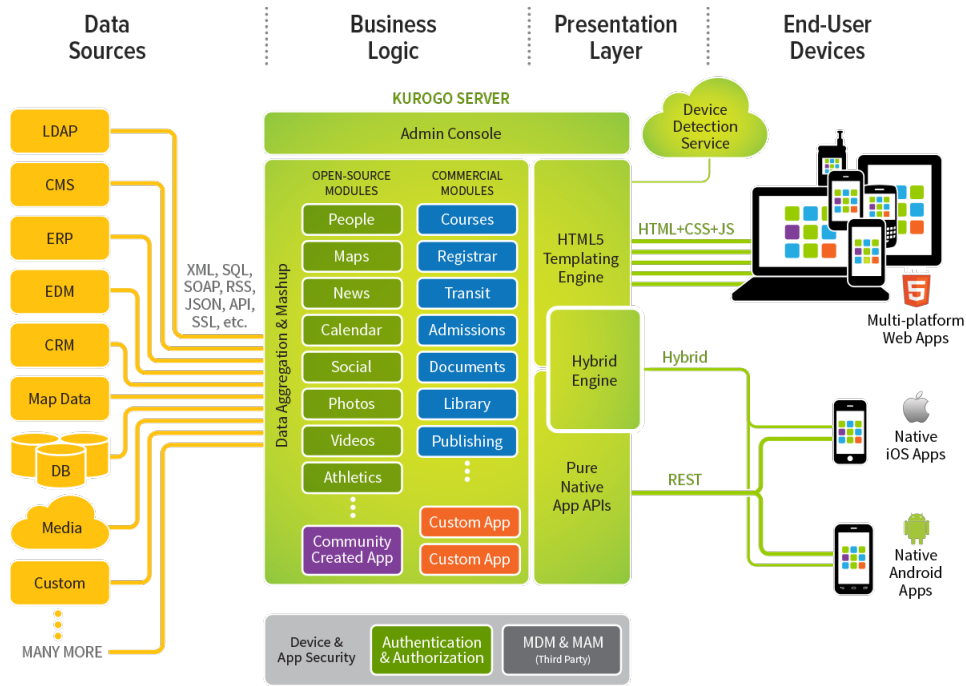 Data
Sources
Business
Logic
Presentation
Layer
End-User
Devices
LDAP
CMS
ERP
EDM
CRM
Map Data
DB
Media
Custom
MANY MORE
XML, SQL,
SOAP, RSS,
JSON, API,
SSL, etc.
KUROGO SERVER
Admin Console
Data Aggregation & Mashup
OPEN-SOURCE
MODULES
People
Maps
News
Calendar
Social
Photos
Videos
Athletics
Community
Created App
COMMERCIAL
MODULES
Courses
Registrar
Transit
Admissions
Documents
Library
Publishing
Custom App
Custom App
HTML5
Templating
Engine
Hybrid
Engine
Pure
Native
App APIs
Device
Detection
Service
HTML+CSS+JS
Hybrid
REST
5
Multi-platform
Web Apps
Native
iOS Apps
Native
Android
Apps
Device &
App Security
Authentication
& Authorization
MDM & MAM
(Third Party)